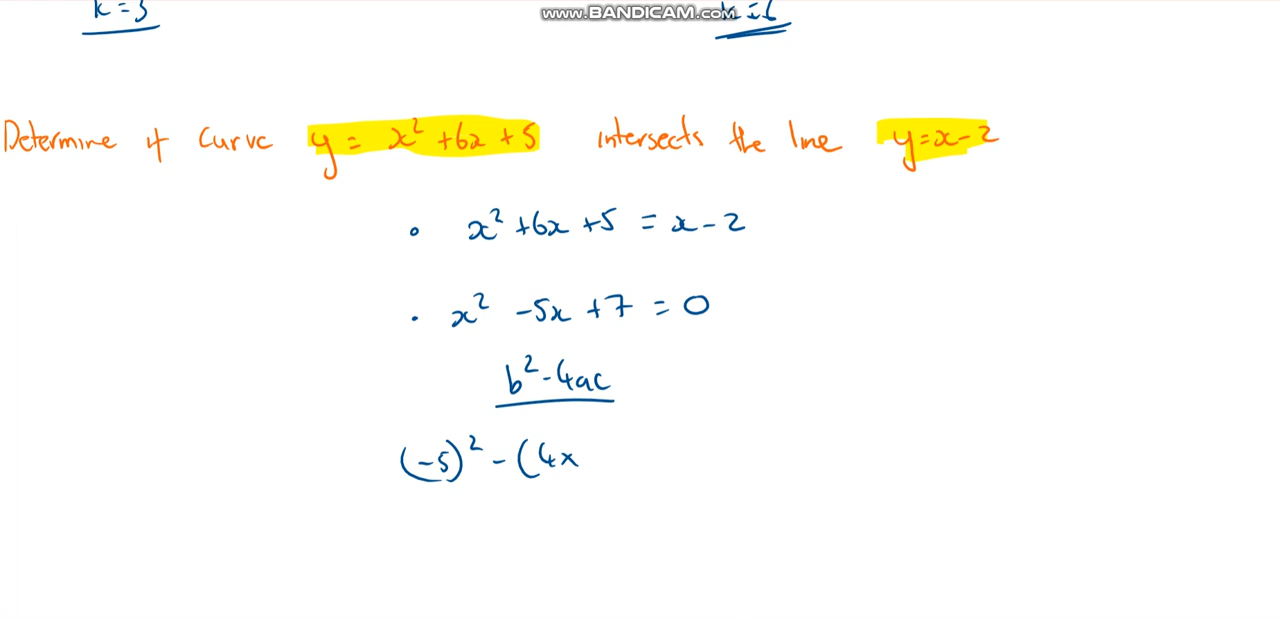 k = 3
www.BANDICAM.com
Determine if curve y = x² + 6x + 5 intersects the line y = x - 2
x² + 6x + 5 = x - 2
x² - 5x + 7 = 0
b² - 4ac
(-5)² - (4x